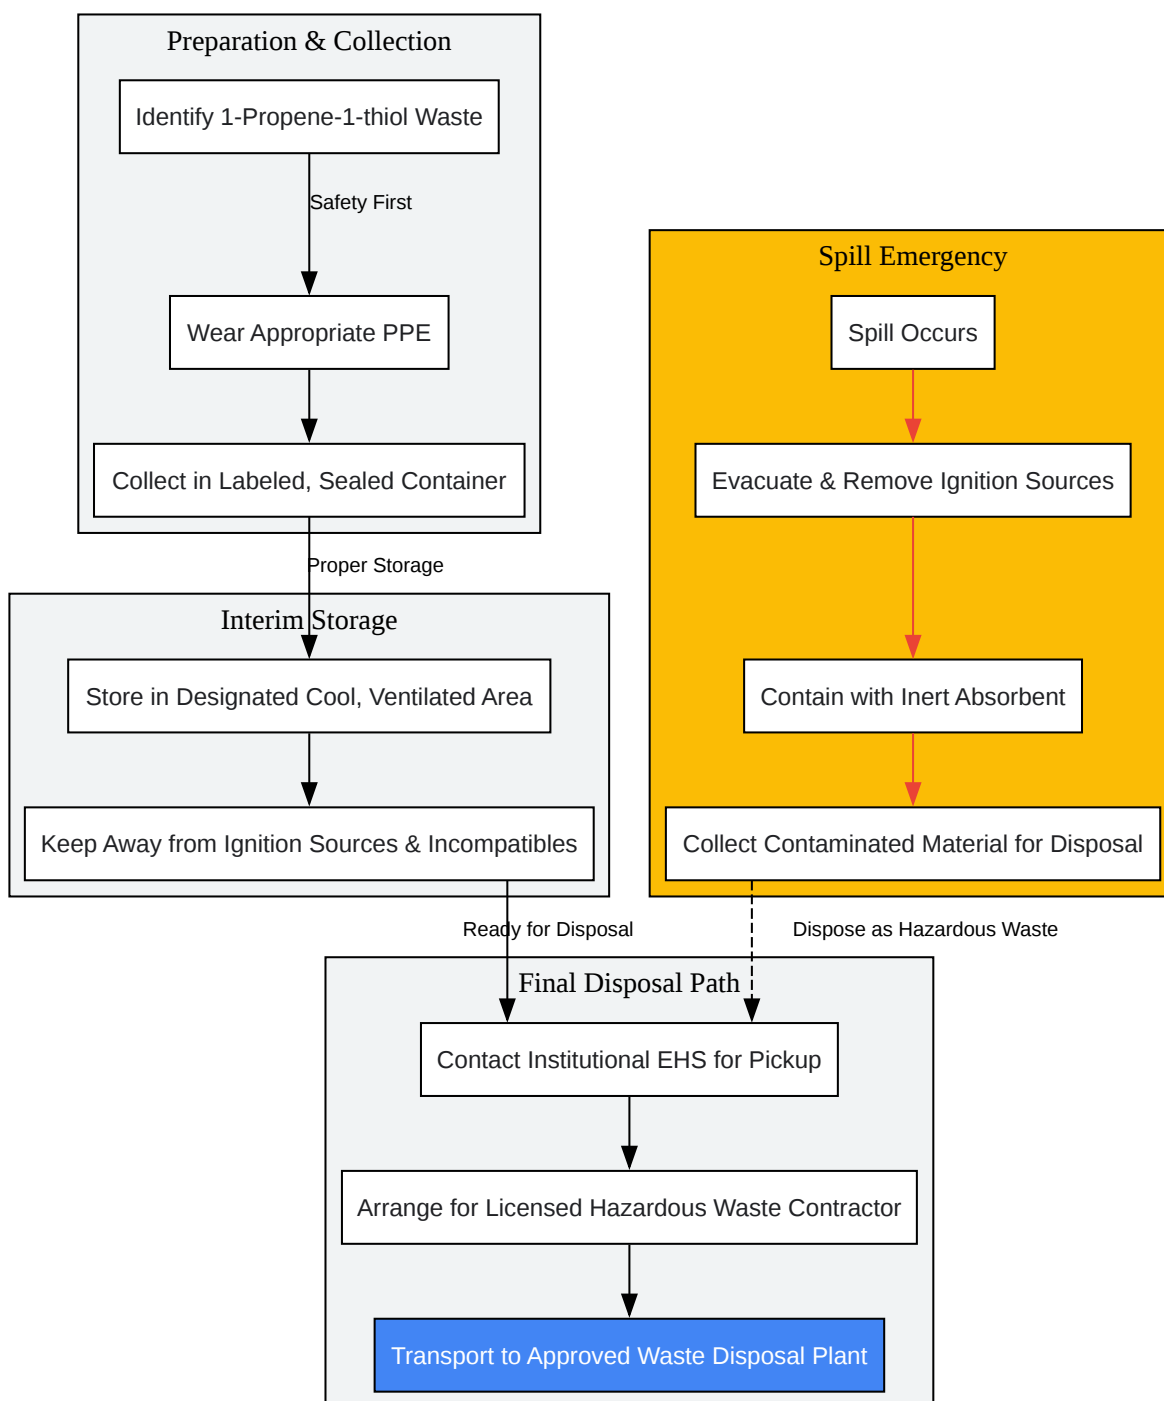 Preparation & Collection
Identify 1-Propene-1-thiol Waste
Safety First
Wear Appropriate PPE
Collect in Labeled, Sealed Container
Proper Storage
Interim Storage
Store in Designated Cool, Ventilated Area
Keep Away from Ignition Sources & Incompatibles
Ready for Disposal
Spill Emergency
Spill Occurs
Evacuate & Remove Ignition Sources
Contain with Inert Absorbent
Collect Contaminated Material for Disposal
Dispose as Hazardous Waste
Final Disposal Path
Contact Institutional EHS for Pickup
Arrange for Licensed Hazardous Waste Contractor
Transport to Approved Waste Disposal Plant